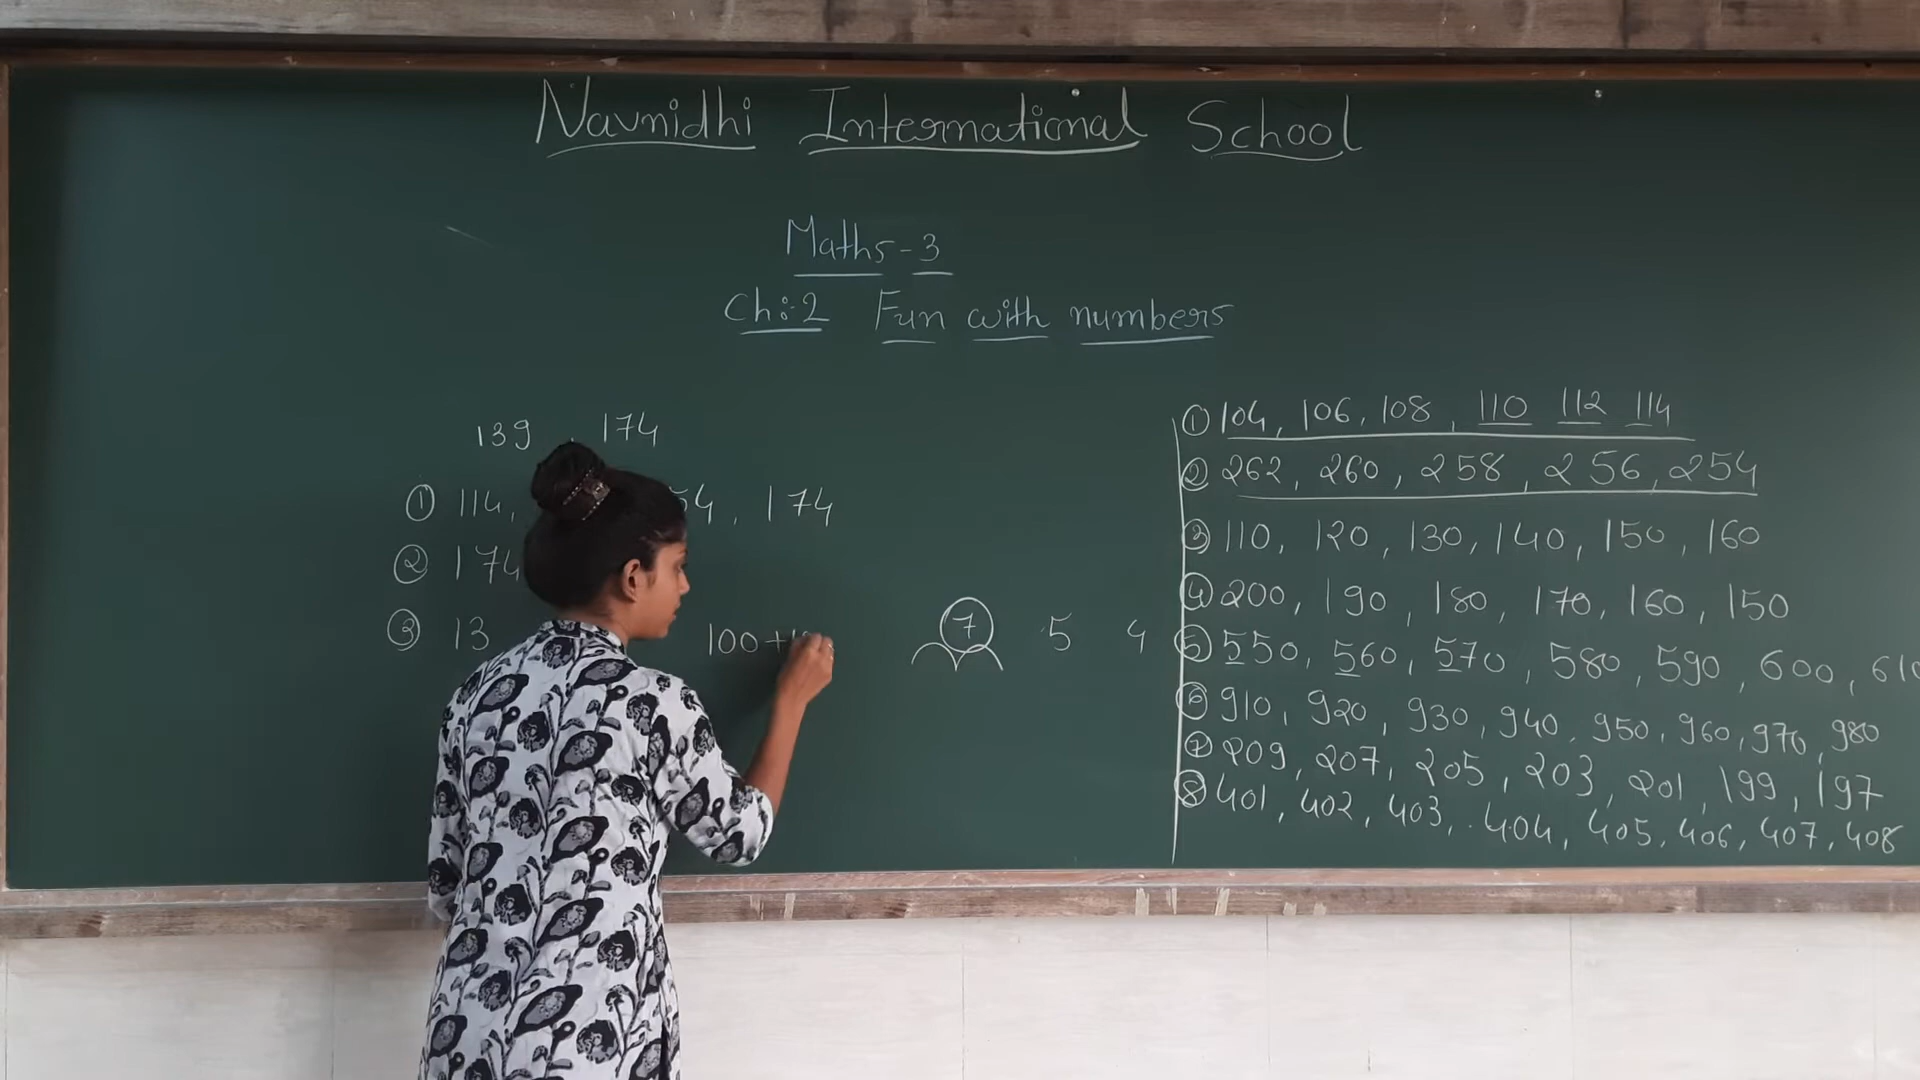 Navnidhi International School
Maths-3
Ch:2 Fun with numbers
139 , 174
① 114, 54, 174
② 174
③ 13 100+1
7 5 4
① 104, 106, 108, 110 112 114
② 262, 260, 258, 256, 254
③ 110, 120, 130, 140, 150, 160
④ 200, 190, 180, 170, 160, 150
⑤ 550, 560, 570, 580, 590, 600, 610
⑥ 910, 920, 930, 940, 950, 960, 970, 980
⑦ 209, 207, 205, 203, 201, 199, 197
⑧ 401, 402, 403, 404, 405, 406, 407, 408